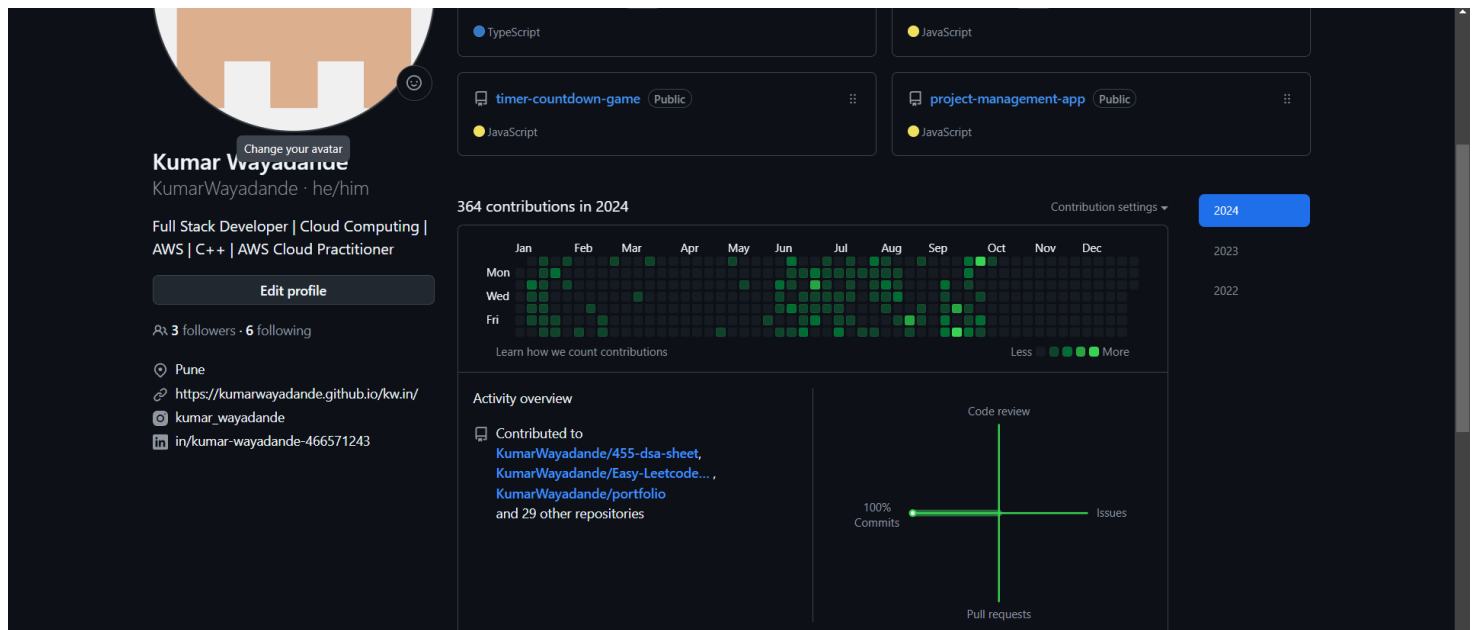 TypeScript
JavaScript
timer-countdown-game Public
JavaScript
project-management-app Public
JavaScript
Change your avatar
Kumar Wayadande
KumarWayadande · he/him
Full Stack Developer | Cloud Computing |
AWS | C++ | AWS Cloud Practitioner
Edit profile
3 followers · 6 following
Pune
https://kumarwayadande.github.io/kw.in/
kumar_wayadande
in/kumar-wayadande-466571243
364 contributions in 2024
Contribution settings
2024
2023
2022
Jan Feb Mar Apr May Jun Jul Aug Sep Oct Nov Dec
Mon
Wed
Fri
Learn how we count contributions
Less More
Activity overview
Contributed to
KumarWayadande/455-dsa-sheet,
KumarWayadande/Easy-Leetcode… ,
KumarWayadande/portfolio
and 29 other repositories
Code review
100%
Commits
Issues
Pull requests